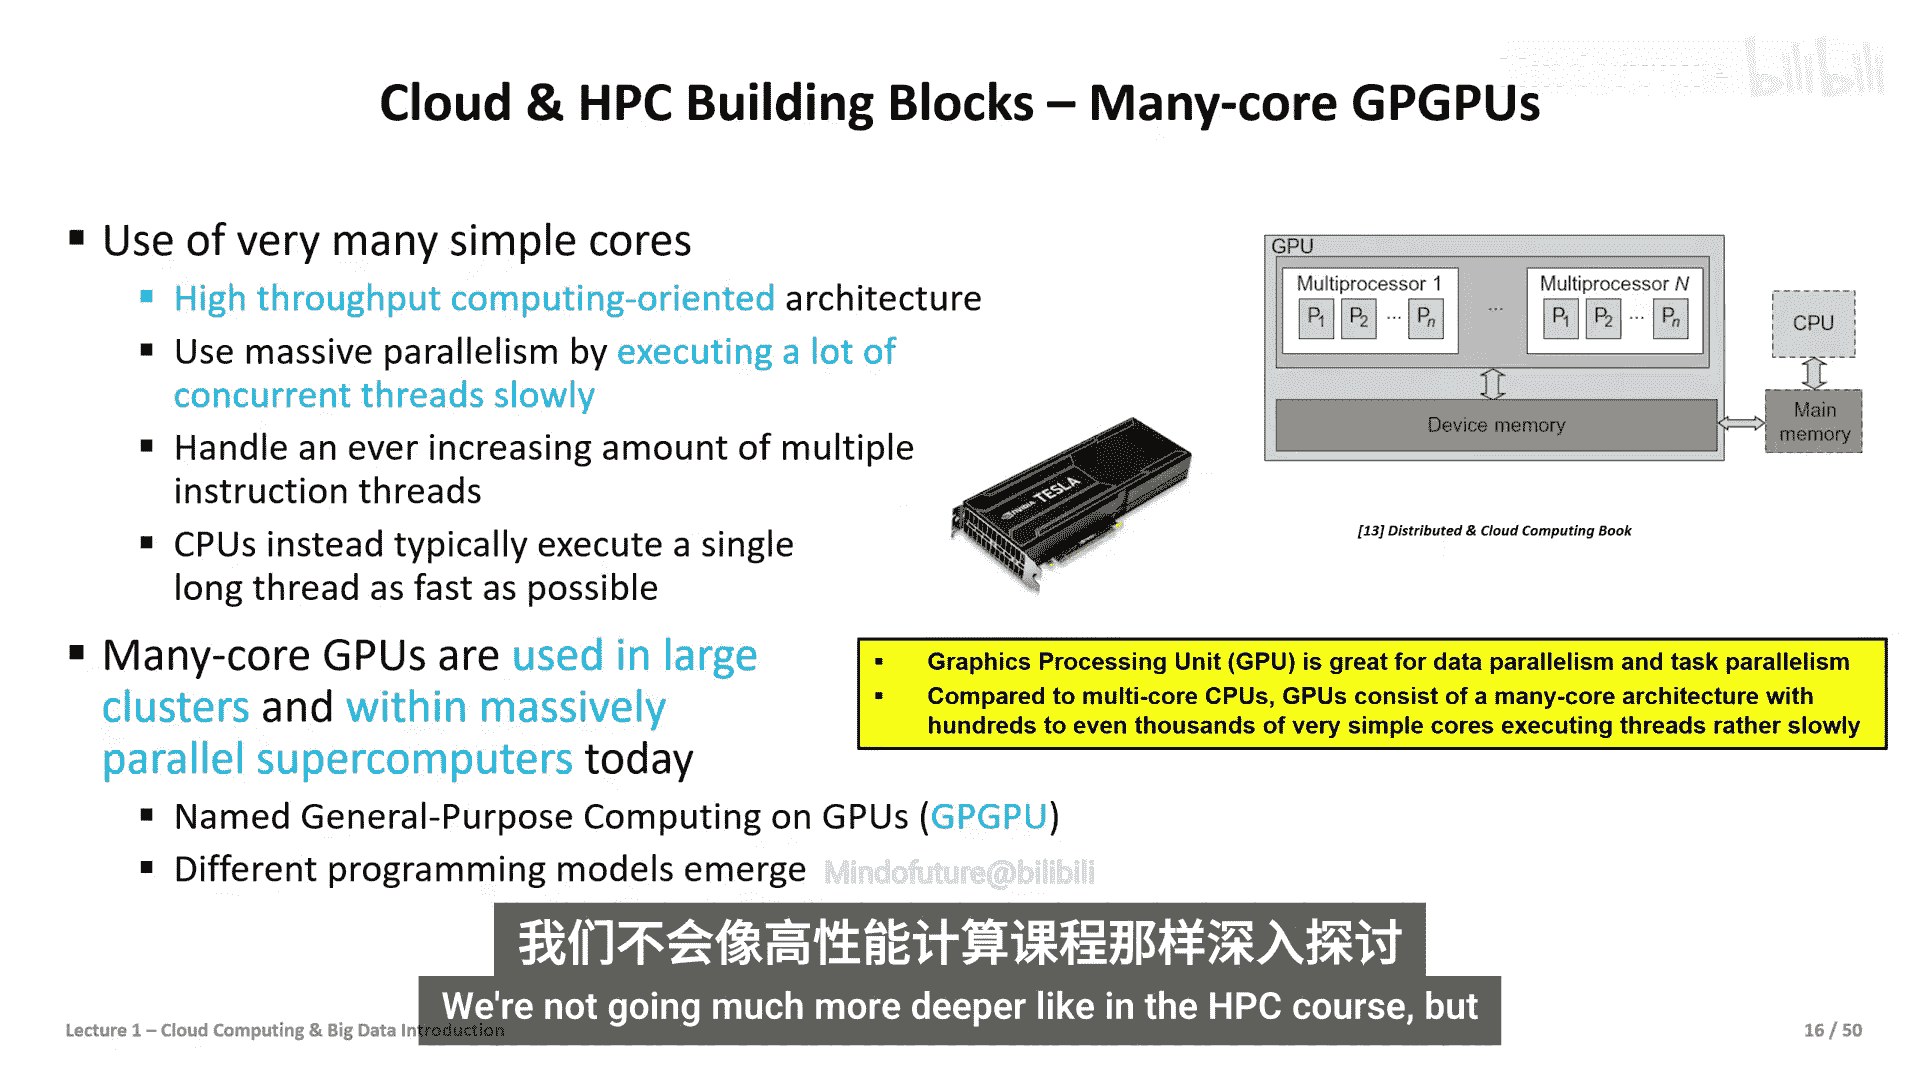 bilibili
Cloud & HPC Building Blocks – Many-core GPGPUs
Use of very many simple cores
High throughput computing-oriented architecture
Use massive parallelism by executing a lot of
concurrent threads slowly
Handle an ever increasing amount of multiple
instruction threads
CPUs instead typically execute a single
long thread as fast as possible
Many-core GPUs are used in large
clusters and within massively
parallel supercomputers today
Named General-Purpose Computing on GPUs (GPGPU)
Different programming models emerge
GPU
Multiprocessor 1
P1 P2 ... Pn
...
Multiprocessor N
P1 P2 ... Pn
Device memory
CPU
Main
memory
TESLA
[13] Distributed & Cloud Computing Book
Graphics Processing Unit (GPU) is great for data parallelism and task parallelism
Compared to multi-core CPUs, GPUs consist of a many-core architecture with
hundreds to even thousands of very simple cores executing threads rather slowly
Mindofuture@bilibili
我们不会像高性能计算课程那样深入探讨
We're not going much more deeper like in the HPC course, but
Lecture 1 – Cloud Computing & Big Data Introduction
16 / 50